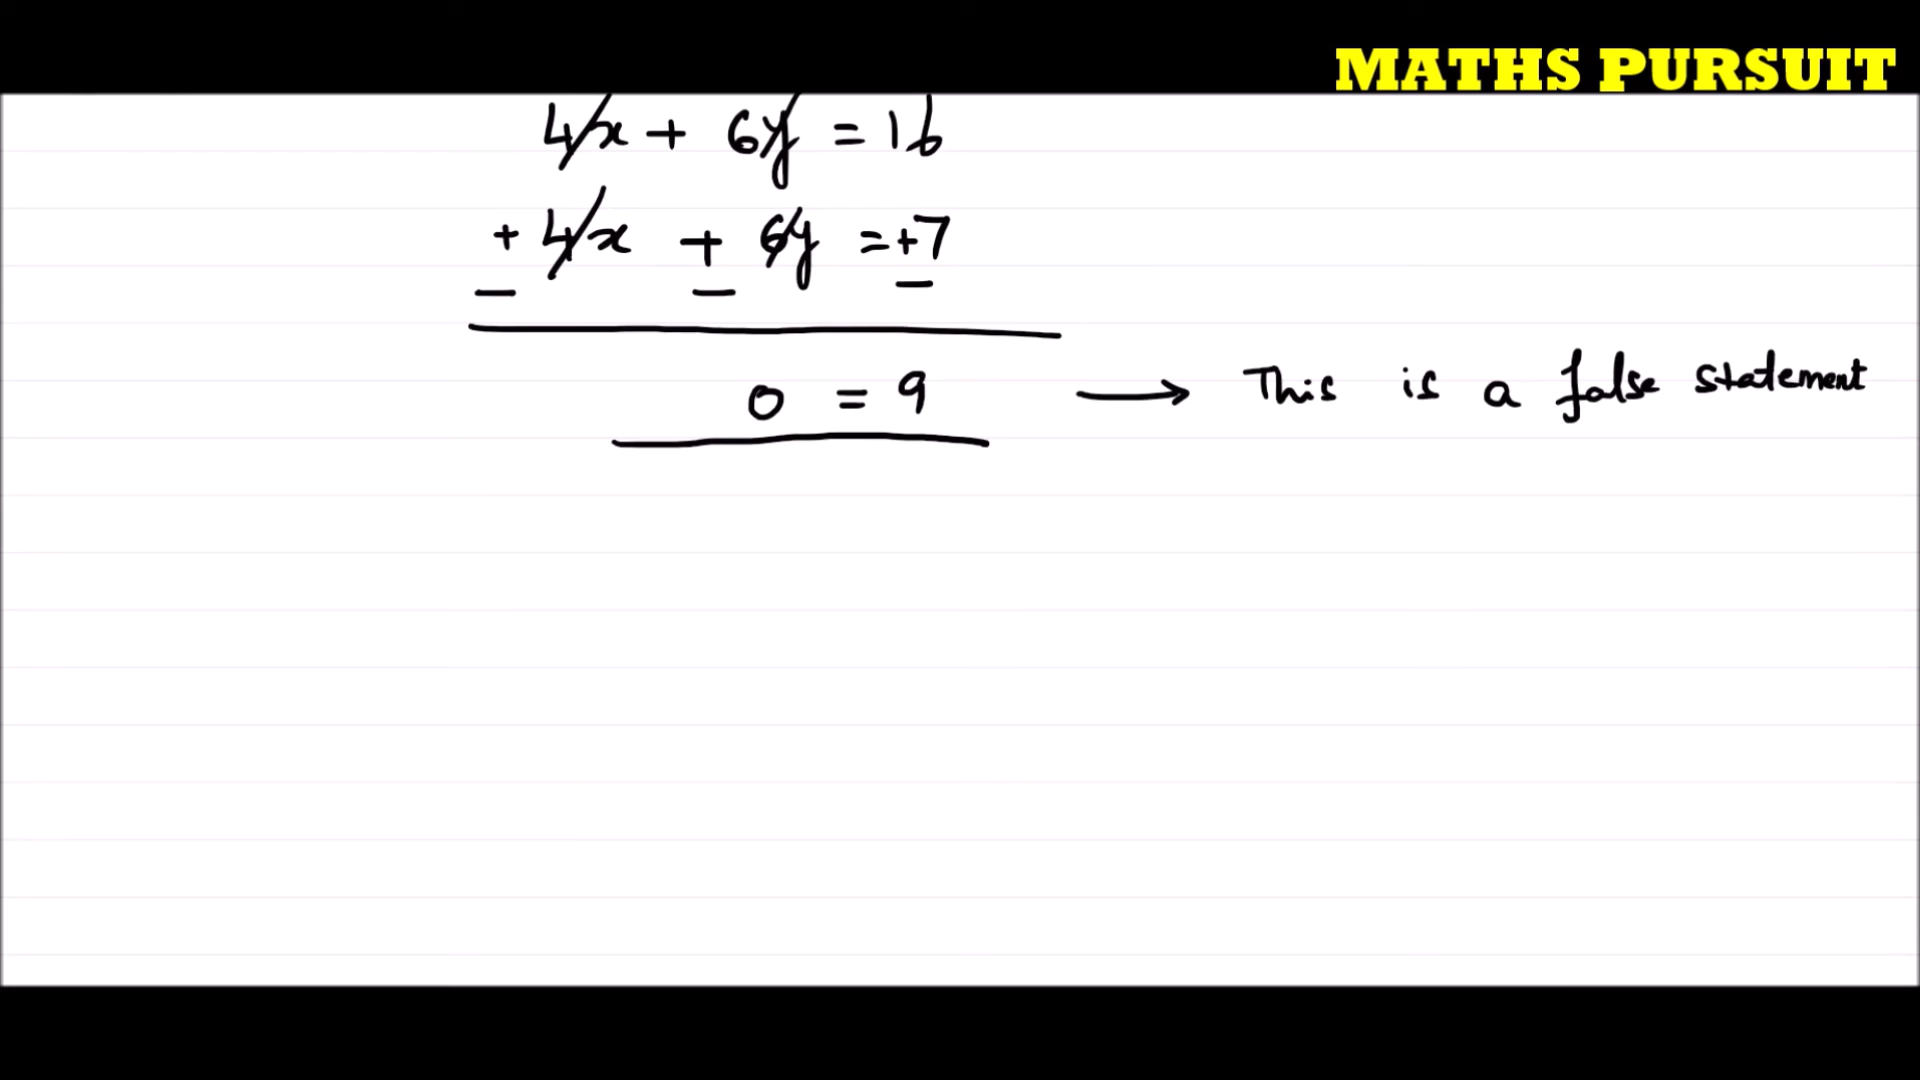 MATHS PURSUIT
4x + 6y = 16
+ 4x + 6y = +7
_ _ _
0 = 9 → This is a false statement